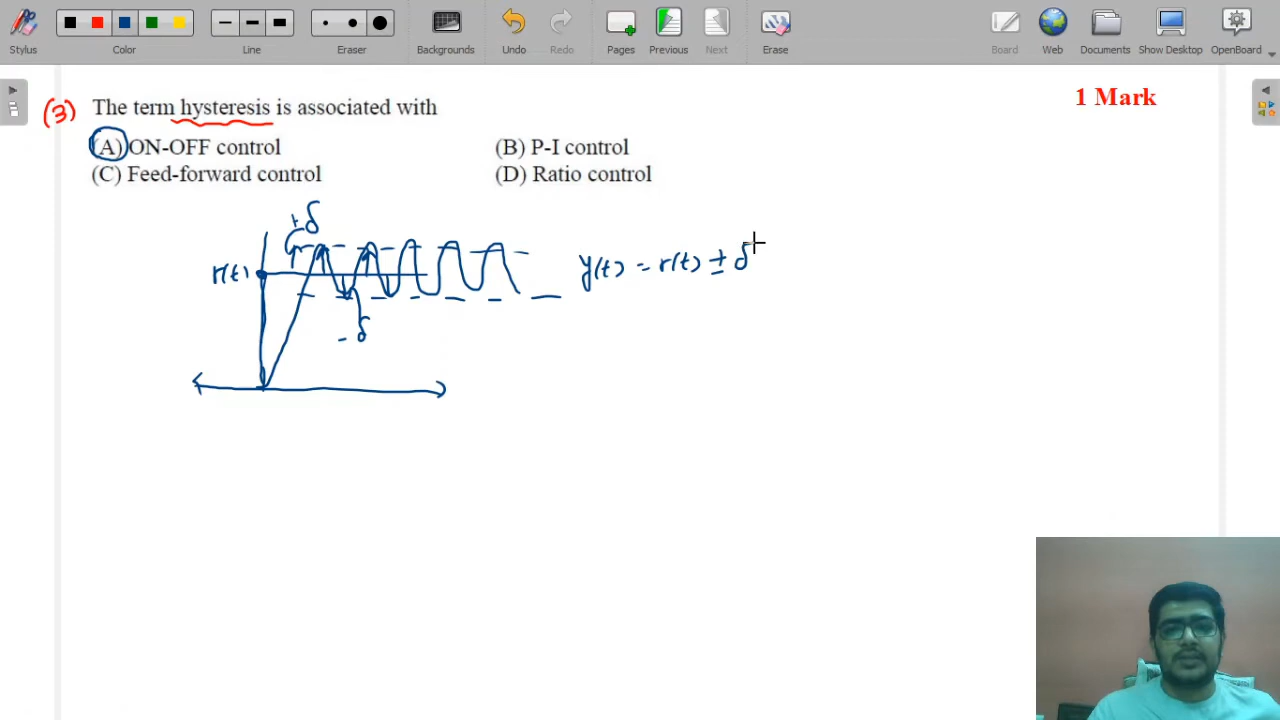 Stylus
Color
Line
Eraser
Backgrounds
Undo
Redo
Pages
Previous
Next
Erase
Board
Web
Documents
Show Desktop
OpenBoard
(3) The term hysteresis is associated with
1 Mark
(A) ON-OFF control
(B) P-I control
(C) Feed-forward control
(D) Ratio control
+δ
r(t)
y(t) = r(t) ± δ
-δ